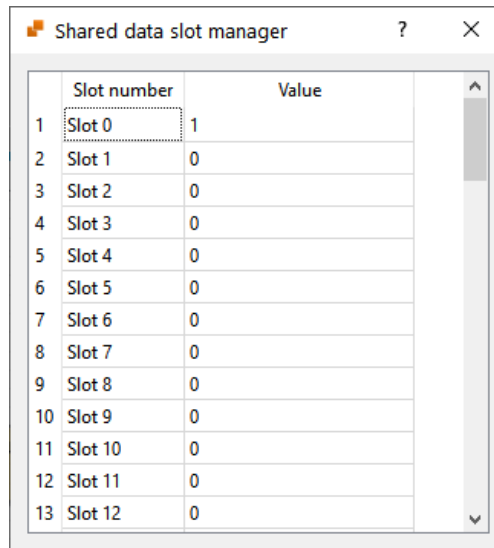 Shared data slot manager ?
Slot number Value
1 Slot 0 1
2 Slot 1 0
3 Slot 2 0
4 Slot 3 0
5 Slot 4 0
6 Slot 5 0
7 Slot 6 0
8 Slot 7 0
9 Slot 8 0
10 Slot 9 0
11 Slot 10 0
12 Slot 11 0
13 Slot 12 0